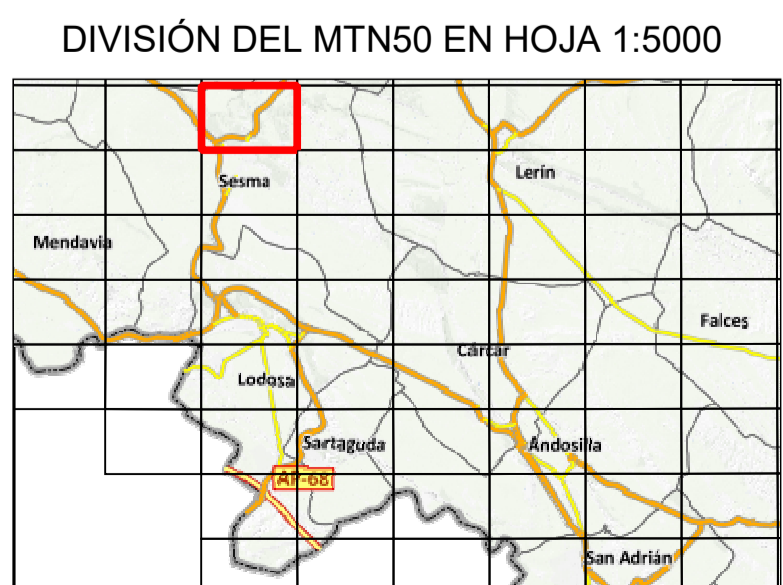 DIVISIÓN DEL MTN50 EN HOJA 1:5000
Lerín
Sesma
Mendavia
Falces
Cárcar
Lodosa
Sartaguda
Andosilla
AP-68
San Adrián